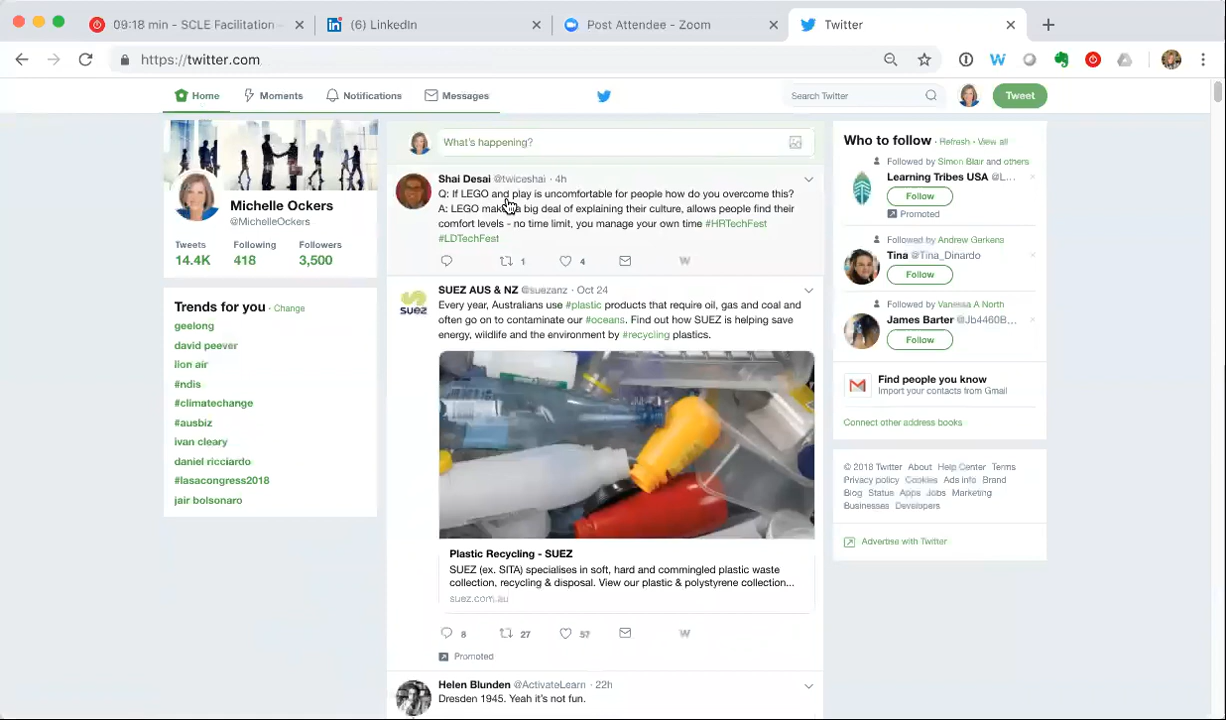 09:18 min - SCLE Facilitation
(6) LinkedIn
Post Attendee - Zoom
Twitter
https://twitter.com
Home
Moments
Notifications
Messages
Search Twitter
Tweet
Michelle Ockers
@MichelleOckers
Tweets Following Followers
14.4K 418 3,500
Trends for you · Change
geelong
david peever
lion air
#ndis
#climatechange
#ausbiz
ivan cleary
daniel ricciardo
#lasacongress2018
jair bolsonaro
What's happening?
Shai Desai @twiceshai · 4h
Q: If LEGO and play is uncomfortable for people how do you overcome this?
A: LEGO make a big deal of explaining their culture, allows people find their
comfort levels - no time limit, you manage your own time #HRTechFest
#LDTechFest
1 4
SUEZ AUS & NZ @suezanz · Oct 24
Every year, Australians use #plastic products that require oil, gas and coal and
often go on to contaminate our #oceans. Find out how SUEZ is helping save
energy, wildlife and the environment by #recycling plastics.
Plastic Recycling - SUEZ
SUEZ (ex. SITA) specialises in soft, hard and commingled plastic waste
collection, recycling & disposal. View our plastic & polystyrene collection...
suez.com.au
8 27 57
Promoted
Helen Blunden @ActivateLearn · 22h
Dresden 1945. Yeah it's not fun.
Who to follow · Refresh · View all
Followed by Simon Blair and others
Learning Tribes USA @L...
Follow
Promoted
Followed by Andrew Gerkens
Tina @Tina_Dinardo
Follow
Followed by Vanessa A North
James Barter @Jb4460B...
Follow
Find people you know
Import your contacts from Gmail
Connect other address books
© 2018 Twitter About Help Center Terms
Privacy policy Cookies Ads info Brand
Blog Status Apps Jobs Marketing
Businesses Developers
Advertise with Twitter